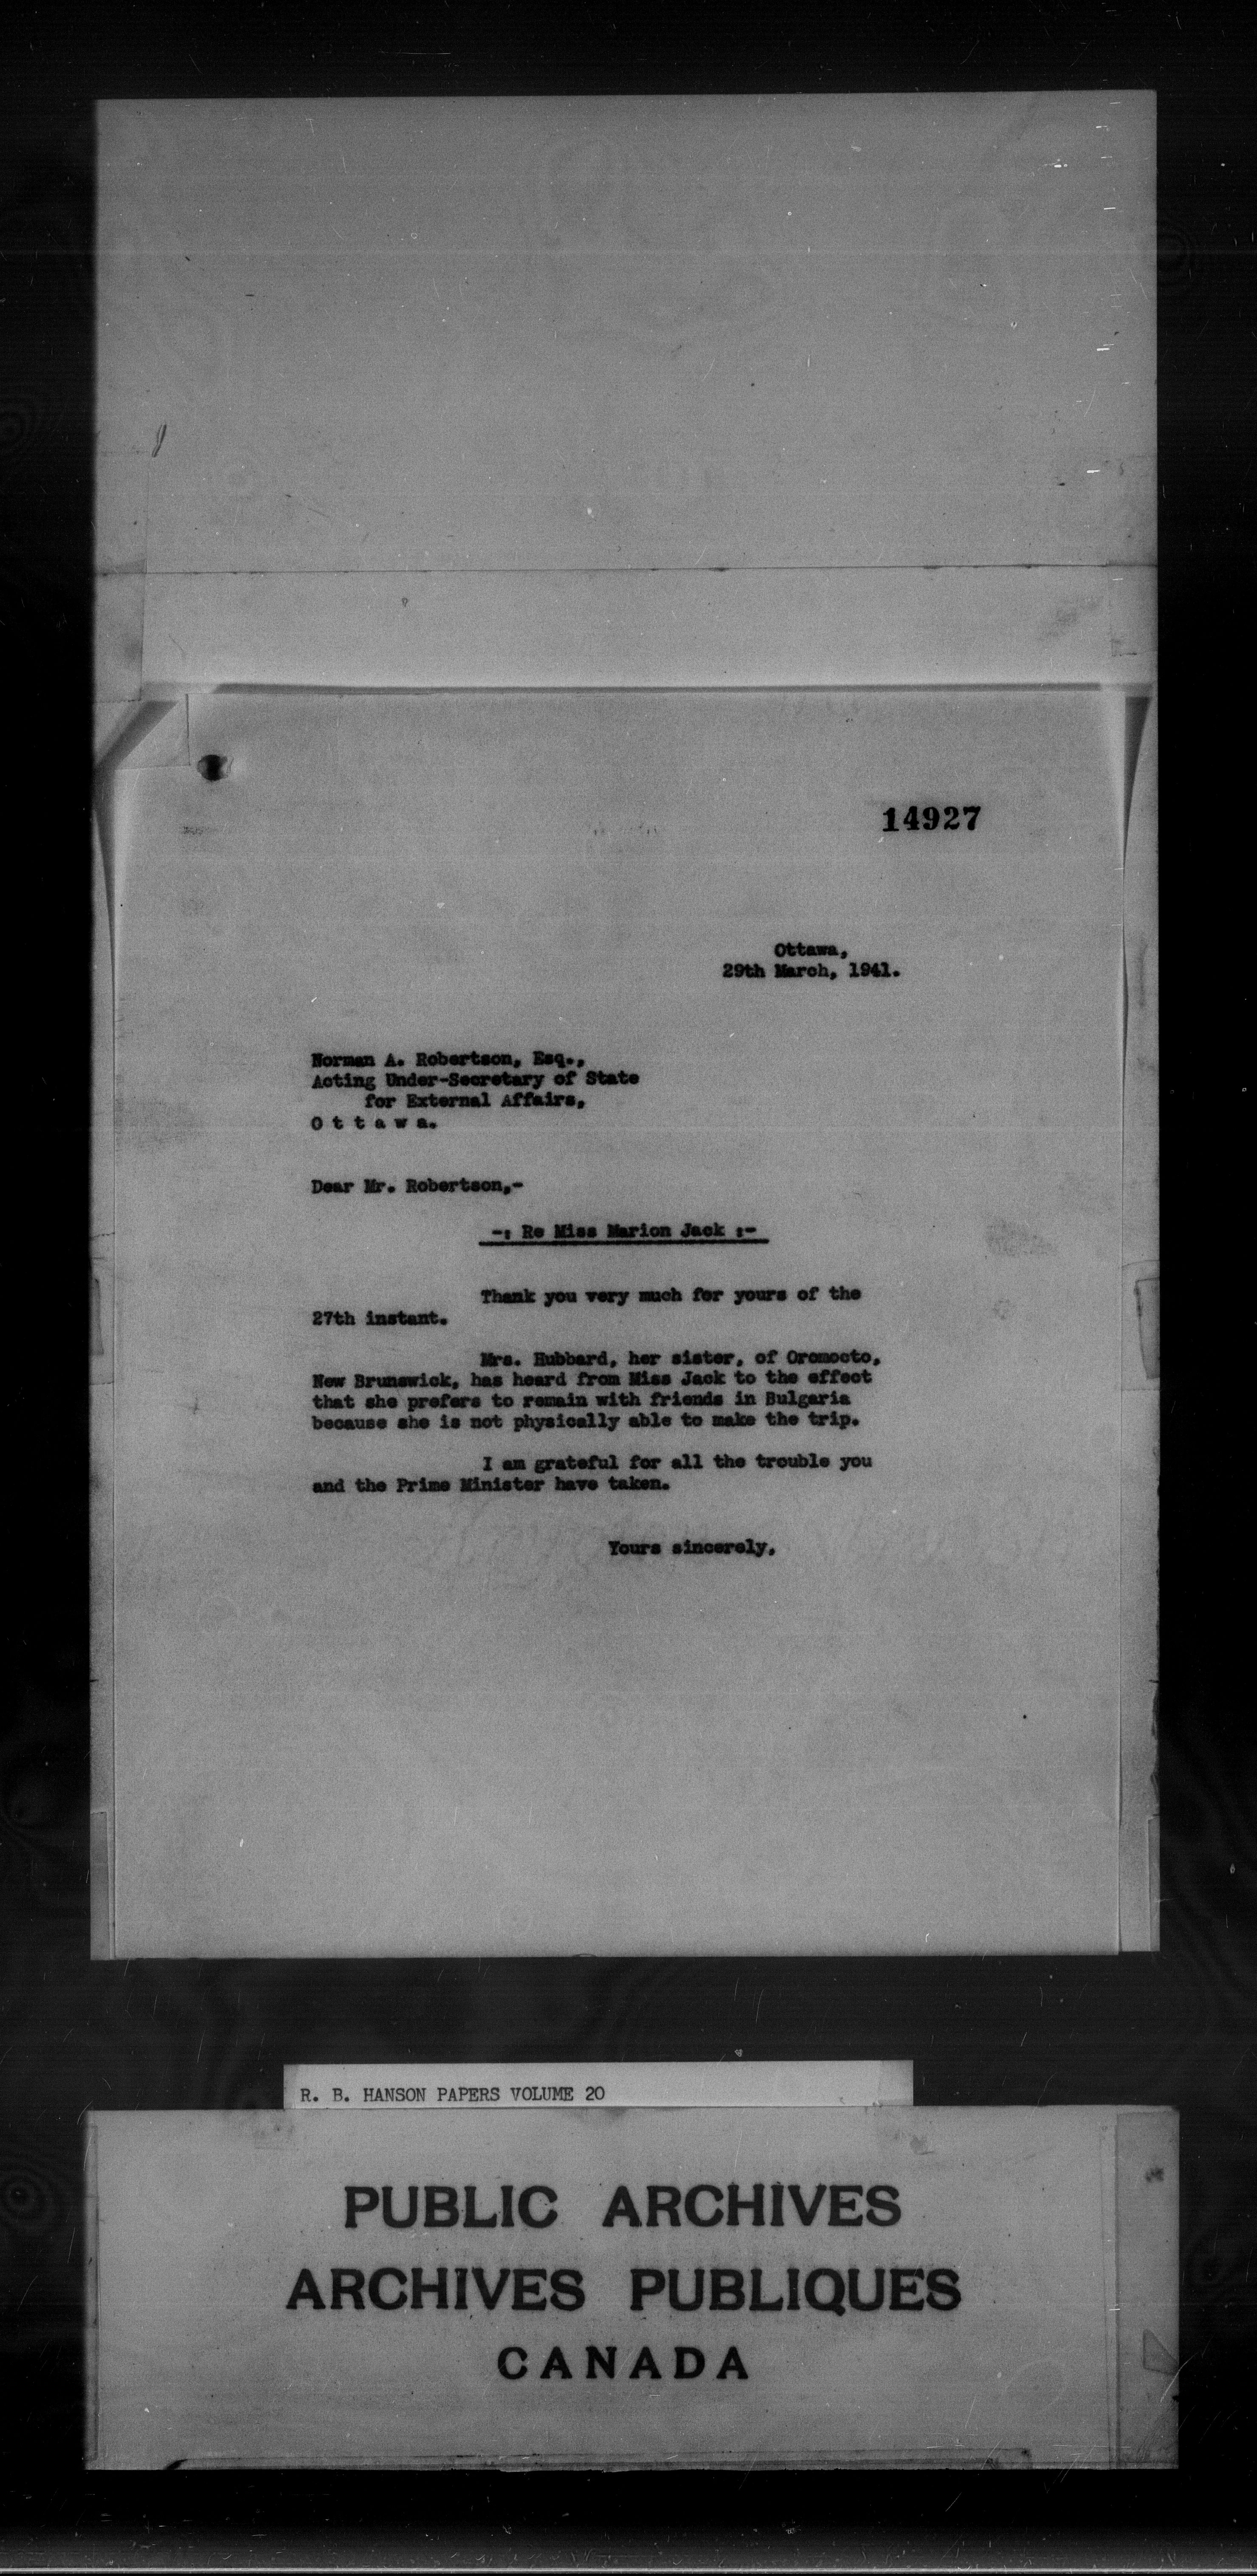 14927
Ottawa,
29th March, 1941.
Norman A. Robertson, Esq.,
Acting Under-Secretary of State
for External Affairs,
O t t a w a.
Dear Mr. Robertson,-
-: Re Miss Marion Jack :-
Thank you very much for yours of the
27th instant.
Mrs. Hubbard, her sister, of Oromocto,
New Brunswick, has heard from Miss Jack to the effect
that she prefers to remain with friends in Bulgaria
because she is not physically able to make the trip.
I am grateful for all the trouble you
and the Prime Minister have taken.
Yours sincerely,
R. B. HANSON PAPERS VOLUME 20
PUBLIC ARCHIVES
ARCHIVES PUBLIQUES
CANADA